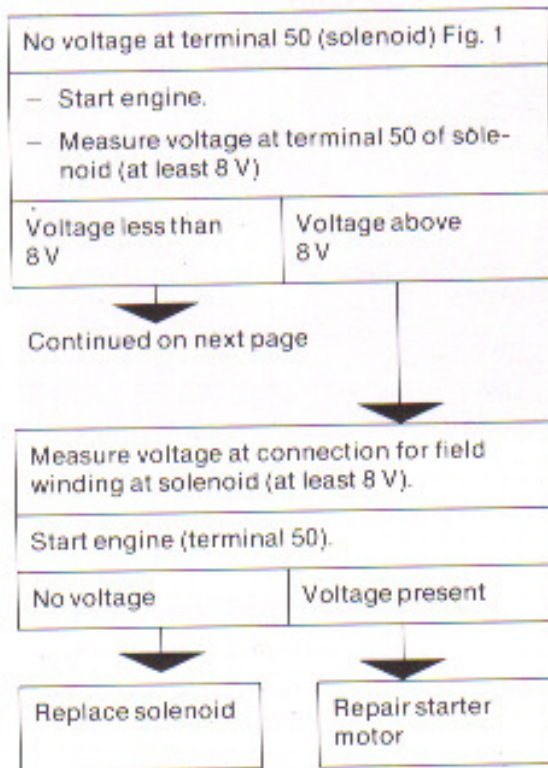 No voltage at terminal 50 (solenoid) Fig. 1
– Start engine.
– Measure voltage at terminal 50 of sole-
noid (at least 8 V)
Voltage less than
8 V
Voltage above
8 V
Continued on next page
Measure voltage at connection for field
winding at solenoid (at least 8 V).
Start engine (terminal 50).
No voltage
Voltage present
Replace solenoid
Repair starter
motor